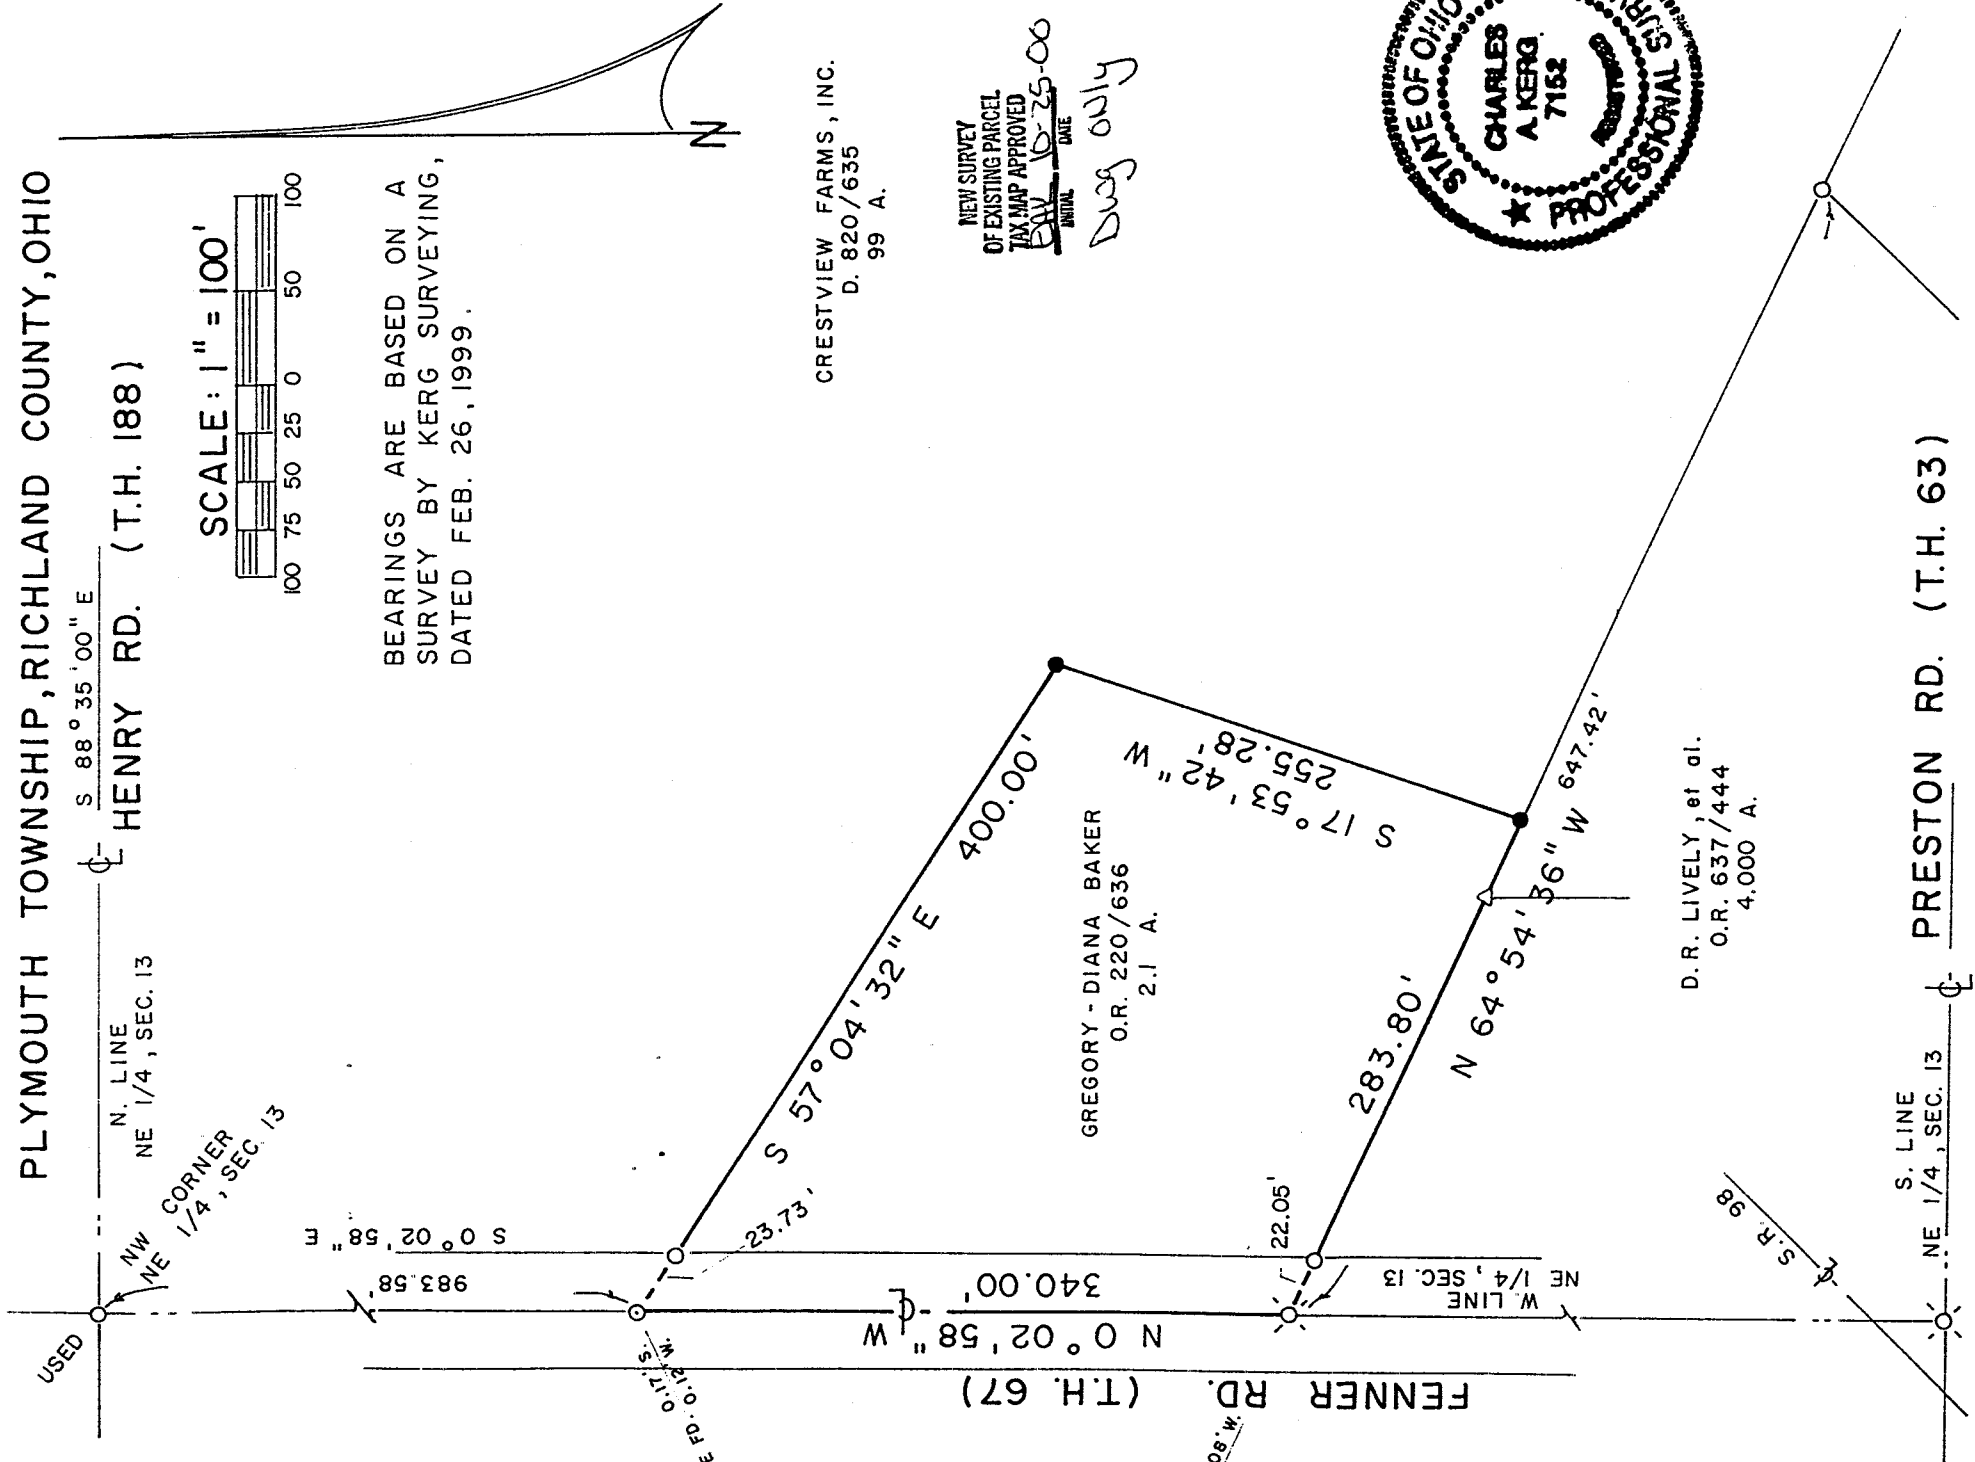 PLYMOUTH TOWNSHIP, RICHLAND COUNTY, OHIO
S 88° 35' 00" E
HENRY RD. (T.H. 188)
N. LINE
NE 1/4, SEC. 13
NW CORNER
NE 1/4, SEC. 13
USED
SCALE: 1" = 100'
100 75 50 25 0 50 100
BEARINGS ARE BASED ON A
SURVEY BY KERG SURVEYING,
DATED FEB. 26, 1999.
N
CRESTVIEW FARMS, INC.
D. 820/635
99 A.
NEW SURVEY
OF EXISTING PARCEL
TAX MAP APPROVED
10-25-00
INITIAL DATE
Dwg only
STATE OF OHIO
CHARLES
A. KERG
7152
REGISTERED
PROFESSIONAL
S 0° 02' 58" E
983.58'
23.73'
S 57° 04' 32" E 400.00'
S 17° 53' 42" W
255.28'
GREGORY - DIANA BAKER
O.R. 220/636
2.1 A.
340.00'
N 0° 02' 58" W
22.05'
283.80'
N 64° 54' 36" W 647.42'
W. LINE
NE 1/4, SEC. 13
E FD. 0.17' S.
0.12' W.
08' W.
FENNER RD. (T.H. 67)
D.R. LIVELY, et al.
O.R. 637/444
4.000 A.
S.R. 98
S. LINE
NE 1/4, SEC. 13
PRESTON RD. (T.H. 63)